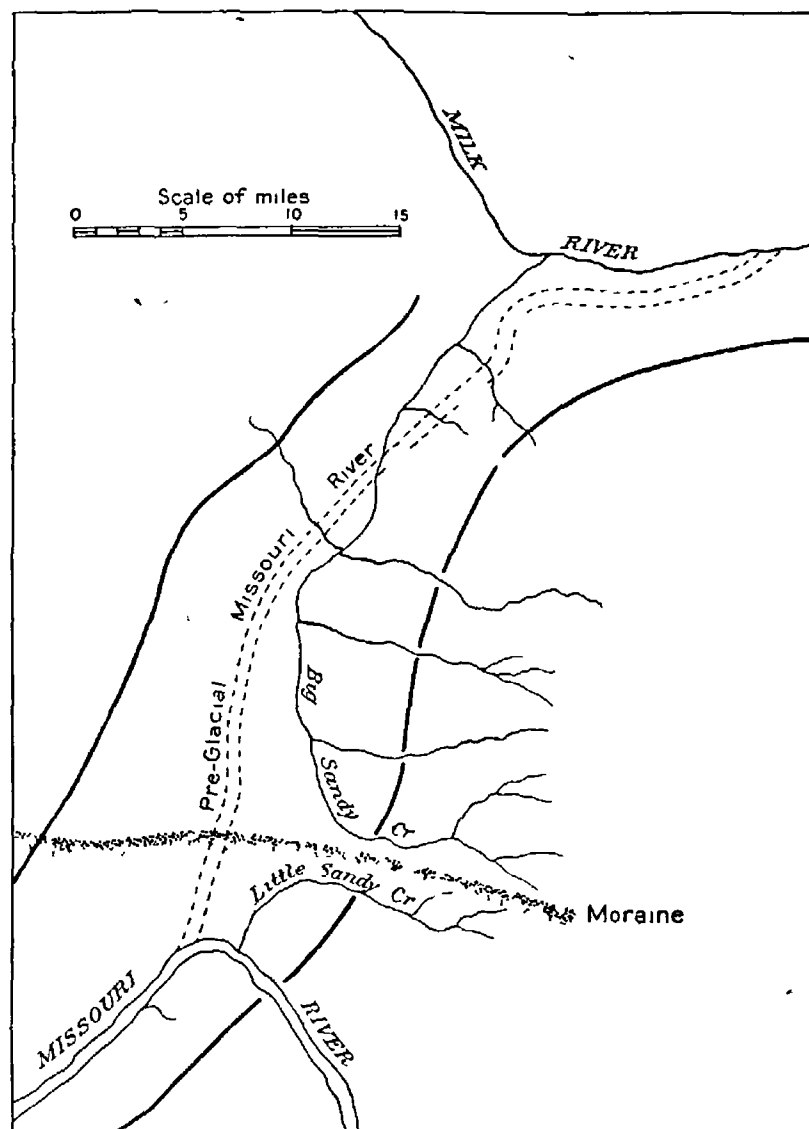 MILK
RIVER
Scale of miles
0 5 10 15
Pre-Glacial Missouri River
Big Sandy Cr
Little Sandy Cr
Moraine
MISSOURI
RIVER